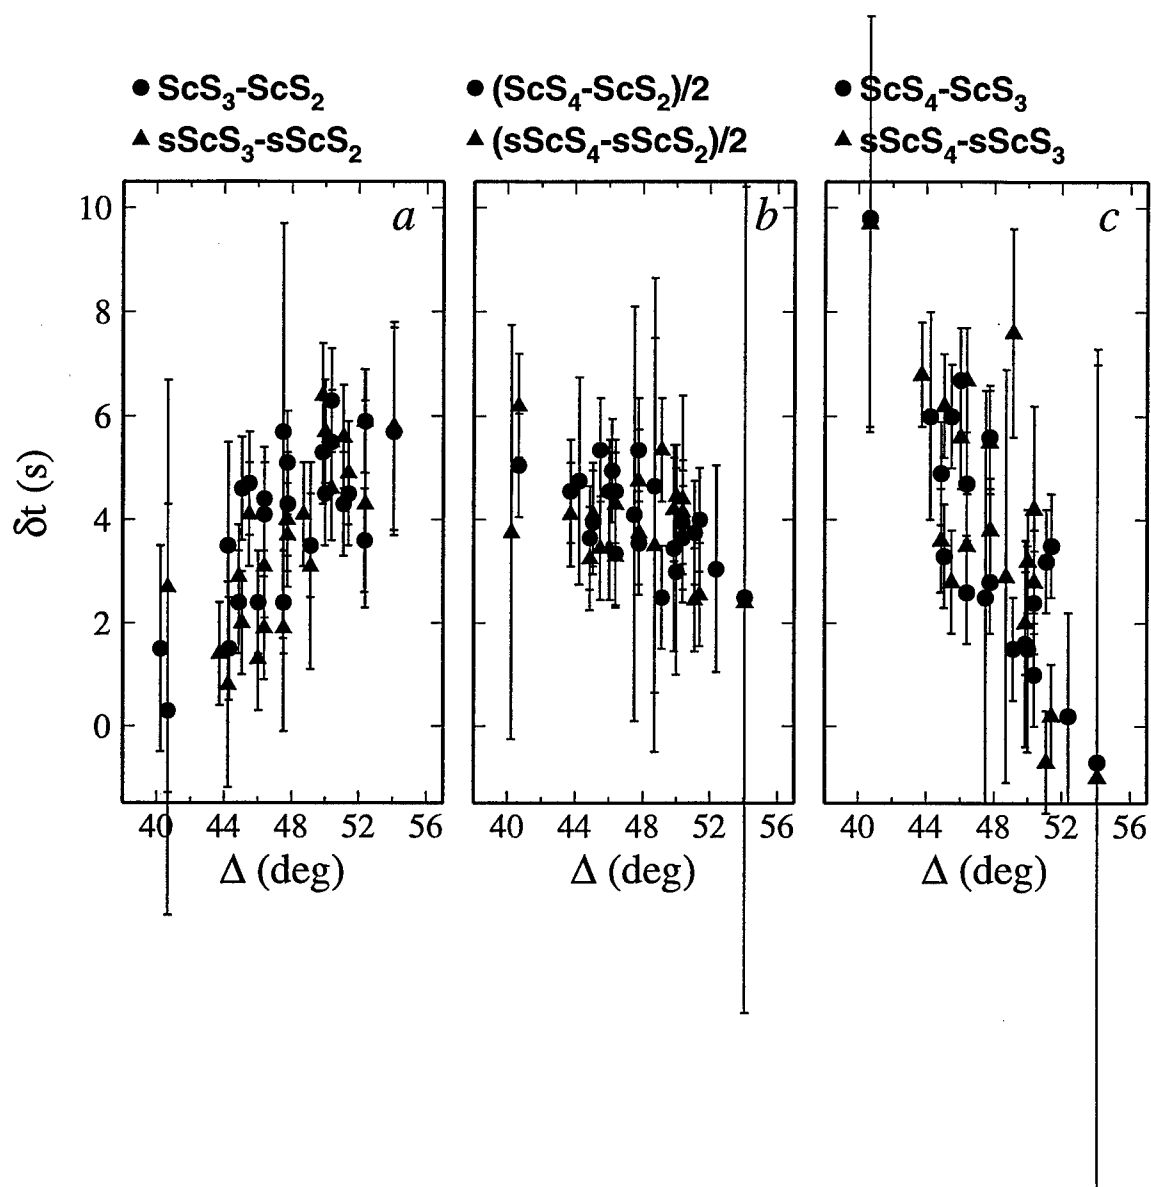 ● ScS₃-ScS₂ ● (ScS₄-ScS₂)/2 ● ScS₄-ScS₃
▲ sScS₃-sScS₂ ▲ (sScS₄-sScS₂)/2 ▲ sScS₄-sScS₃
a b c
10
8
6
4
2
0
δt (s)
40 44 48 52 56 40 44 48 52 56 40 44 48 52 56
Δ (deg) Δ (deg) Δ (deg)